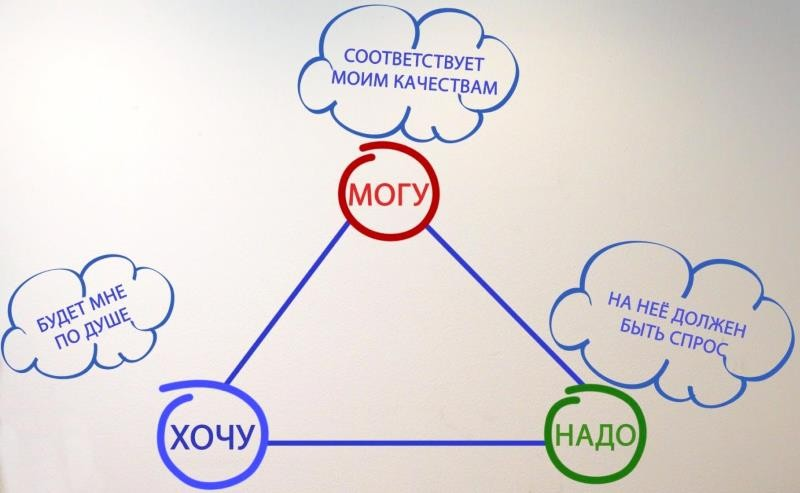 СООТВЕТСТВУЕТ
МОИМ КАЧЕСТВАМ
МОГУ
БУДЕТ МНЕ
ПО ДУШЕ
НА НЕЁ ДОЛЖЕН
БЫТЬ СПРОС
ХОЧУ
НАДО